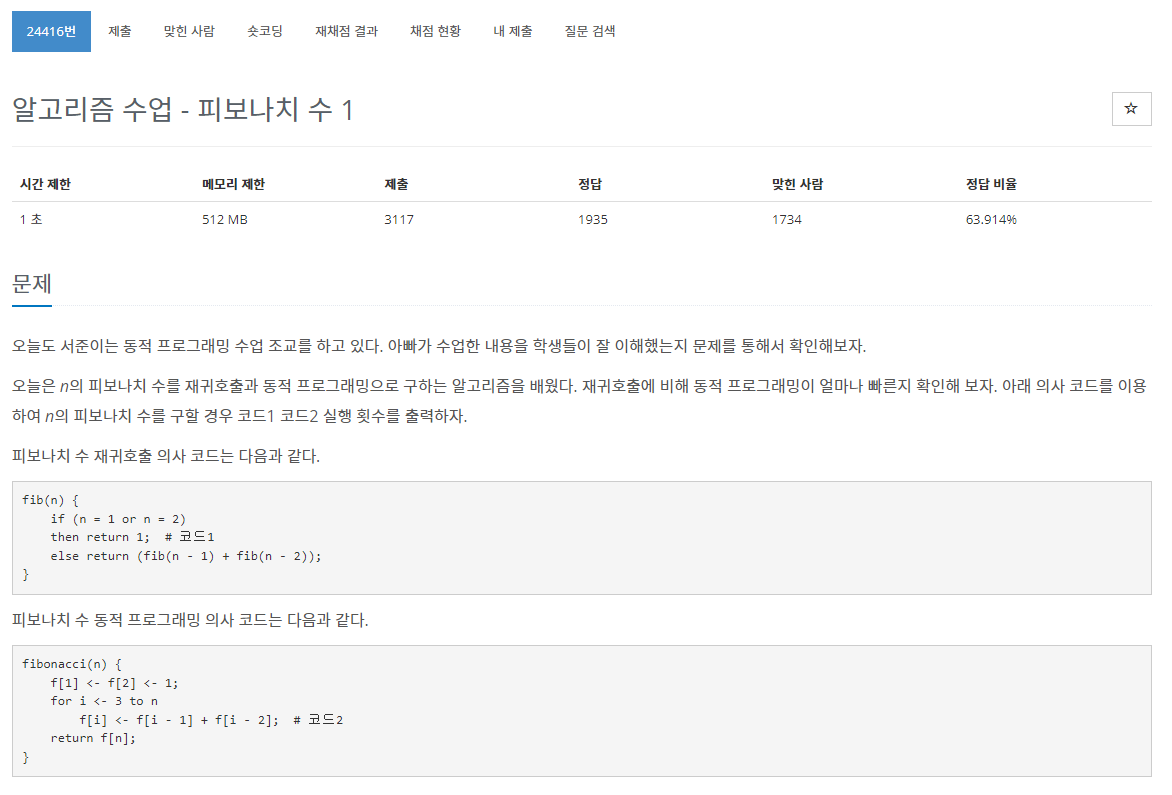 24416번 제출 맞힌 사람 숏코딩 재채점 결과 채점 현황 내 제출 질문 검색
알고리즘 수업 - 피보나치 수 1
☆
시간 제한 메모리 제한 제출 정답 맞힌 사람 정답 비율
1 초 512 MB 3117 1935 1734 63.914%
문제
오늘도 서준이는 동적 프로그래밍 수업 조교를 하고 있다. 아빠가 수업한 내용을 학생들이 잘 이해했는지 문제를 통해서 확인해보자.
오늘은 n의 피보나치 수를 재귀호출과 동적 프로그래밍으로 구하는 알고리즘을 배웠다. 재귀호출에 비해 동적 프로그래밍이 얼마나 빠른지 확인해 보자. 아래 의사 코드를 이용
하여 n의 피보나치 수를 구할 경우 코드1 코드2 실행 횟수를 출력하자.
피보나치 수 재귀호출 의사 코드는 다음과 같다.
fib(n) {
    if (n = 1 or n = 2)
    then return 1;  # 코드1
    else return (fib(n - 1) + fib(n - 2));
}
피보나치 수 동적 프로그래밍 의사 코드는 다음과 같다.
fibonacci(n) {
    f[1] <- f[2] <- 1;
    for i <- 3 to n
        f[i] <- f[i - 1] + f[i - 2];  # 코드2
    return f[n];
}